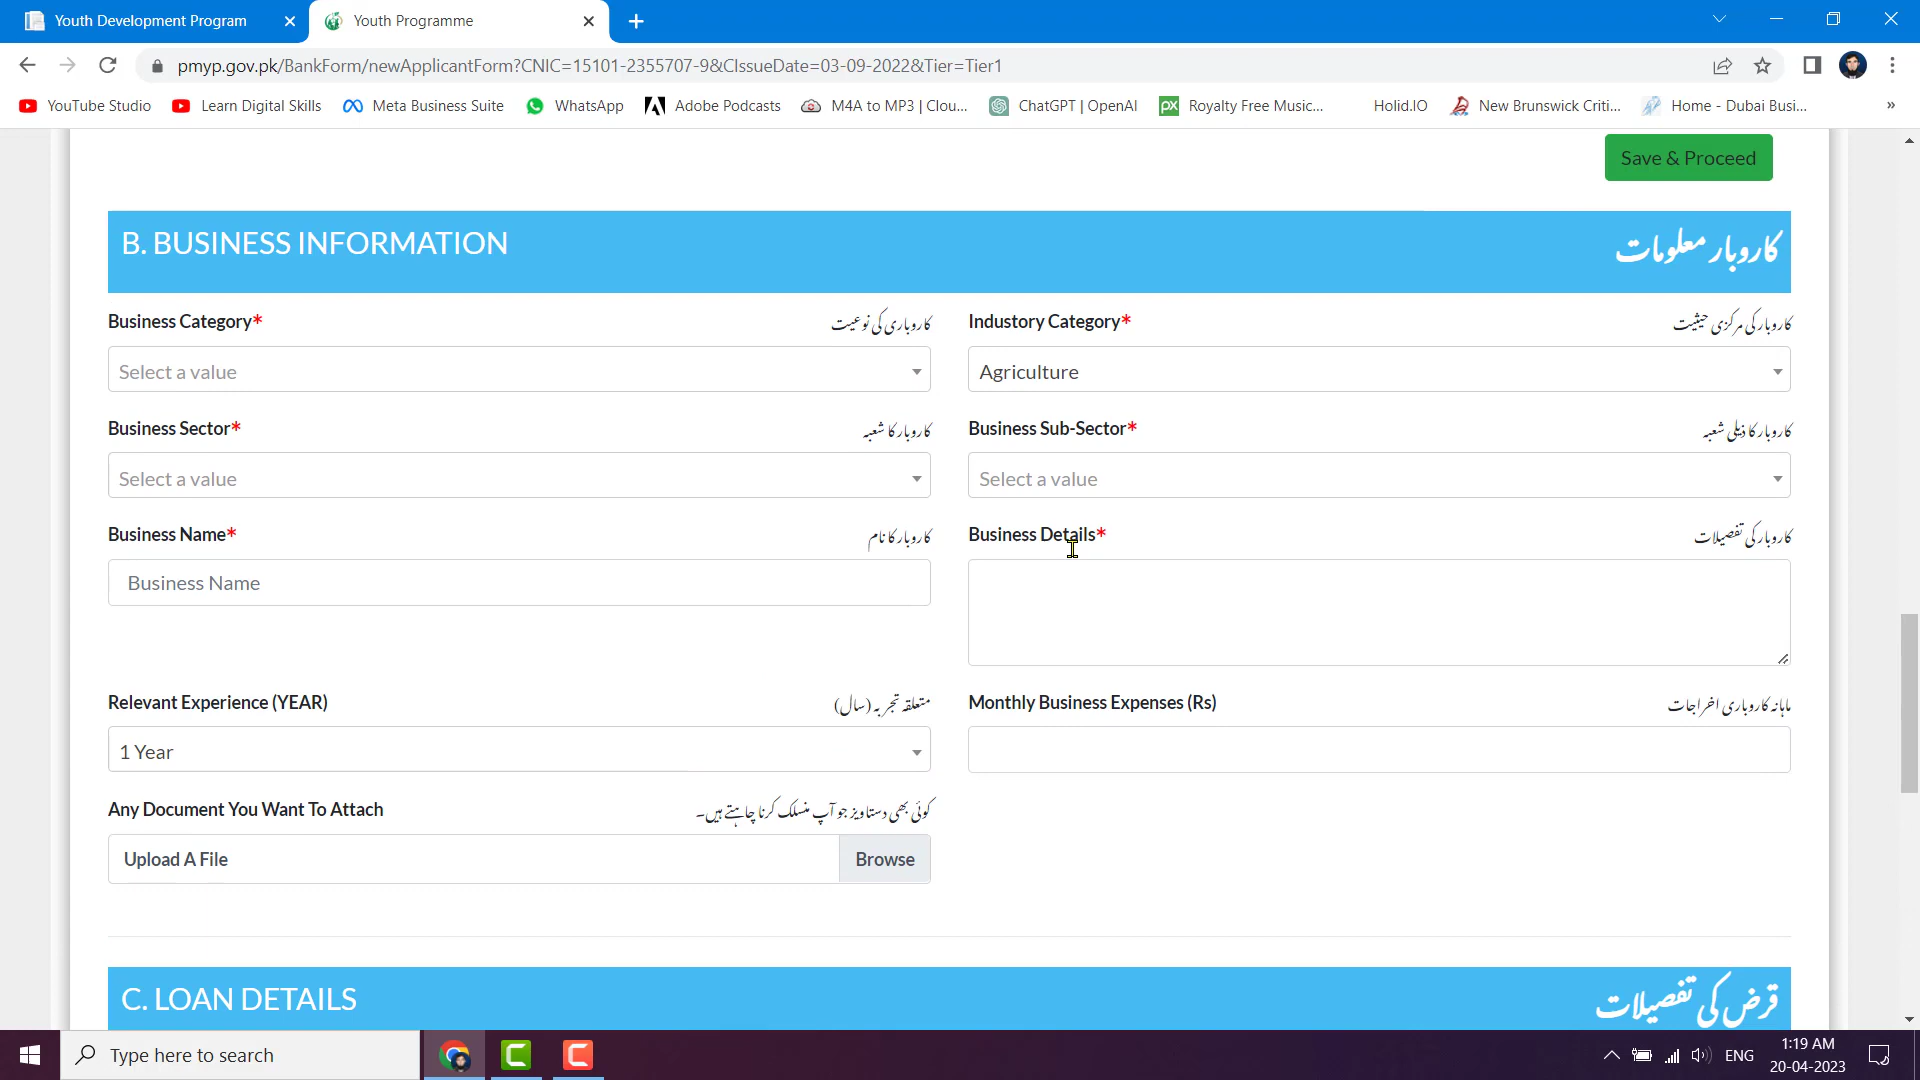 Youth Development Program
Youth Programme
pmyp.gov.pk/BankForm/newApplicantForm?CNIC=15101-2355707-9&CIssueDate=03-09-2022&Tier=Tier1
YouTube Studio Learn Digital Skills Meta Business Suite WhatsApp Adobe Podcasts M4A to MP3 | Clou... ChatGPT | OpenAI Royalty Free Music... Holid.IO New Brunswick Criti... Home - Dubai Busi... »
Save & Proceed
B. BUSINESS INFORMATION کاروبار معلومات
Business Category* کاروباری کی نوعیت Industory Category* کاروبار کی مرکزی حیثیت
Select a value Agriculture
Business Sector* کاروبار کا شعبہ Business Sub-Sector* کاروبار کا ذیلی شعبہ
Select a value Select a value
Business Name* کاروبار کا نام Business Details* کاروبار کی تفصیلات
Business Name
Relevant Experience (YEAR) متعلقہ تجربہ (سال) Monthly Business Expenses (Rs) ماہانہ کاروباری اخراجات
1 Year
Any Document You Want To Attach کوئی بھی دستاویز جو آپ منسلک کرنا چاہتے ہیں۔
Upload A File Browse
C. LOAN DETAILS قرض کی تفصیلات
Type here to search ENG 1:19 AM
20-04-2023